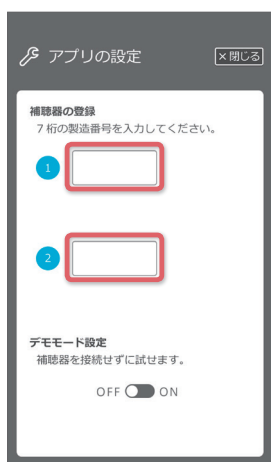 アプリの設定
×閉じる
補聴器の登録
7桁の製造番号を入力してください。
1
2
デモモード設定
補聴器を接続せずに試せます。
OFF ON